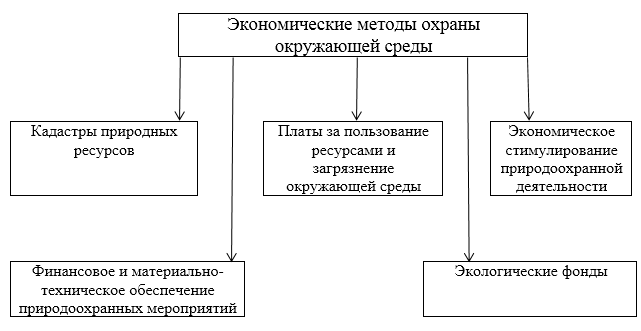 Экономические методы охраны
окружающей среды
Кадастры природных
ресурсов
Платы за пользование
ресурсами и
загрязнение
окружающей среды
Экономическое
стимулирование
природоохранной
деятельности
Финансовое и материально-
техническое обеспечение
природоохранных мероприятий
Экологические фонды